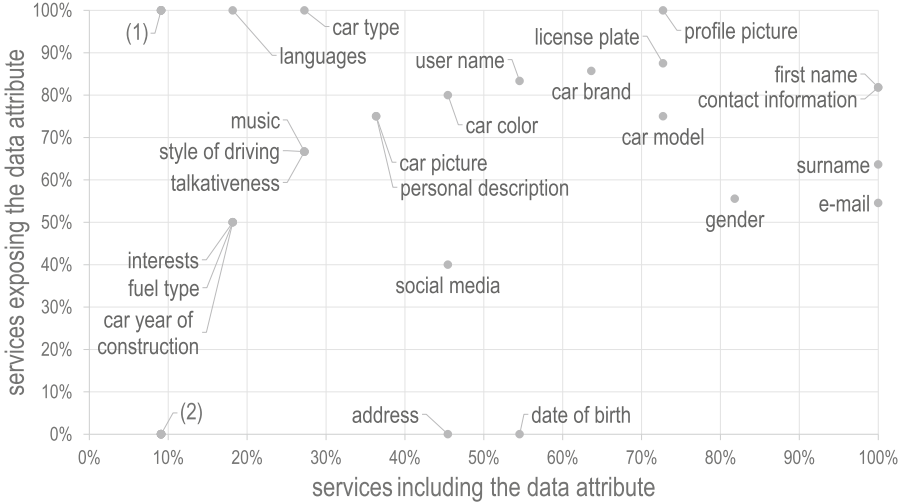 100%
(1)
car type
profile picture
languages
license plate
90%
user name
first name
car brand
contact information
80%
music
car color
car model
70%
style of driving
car picture
surname
talkativeness
personal description
60%
e-mail
gender
50%
interests
40%
fuel type
social media
30%
car year of
construction
20%
10%
(2)
address
date of birth
0%
0%
10%
20%
30%
40%
50%
60%
70%
80%
90%
100%
services including the data attribute
services exposing the data attribute